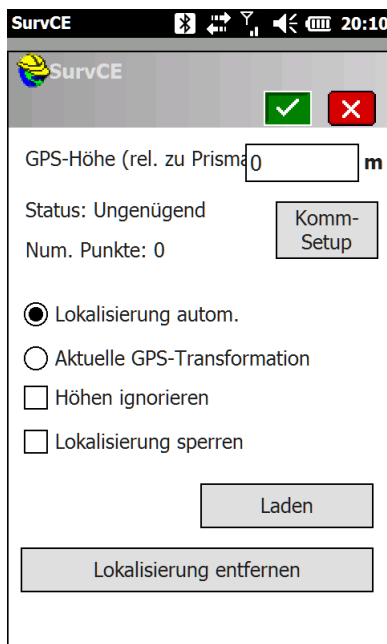 SurvCE 20:10
SurvCE
GPS-Höhe (rel. zu Prisma 0 m
Status: Ungenügend
Komm-
Setup
Num. Punkte: 0
Lokalisierung autom.
Aktuelle GPS-Transformation
Höhen ignorieren
Lokalisierung sperren
Laden
Lokalisierung entfernen